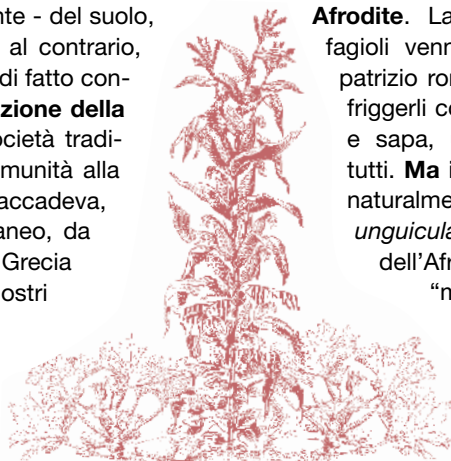 nte - del suolo,
al contrario,
di fatto con-
zione della
ocietà tradi-
munità alla
accadeva,
aneo, da
Grecia
ostri
Afrodite. La
fagioli venn
patrizio ro
friggerli c
e sapa,
tutti. Ma i
naturalme
unguicula
dell'Afr
"n